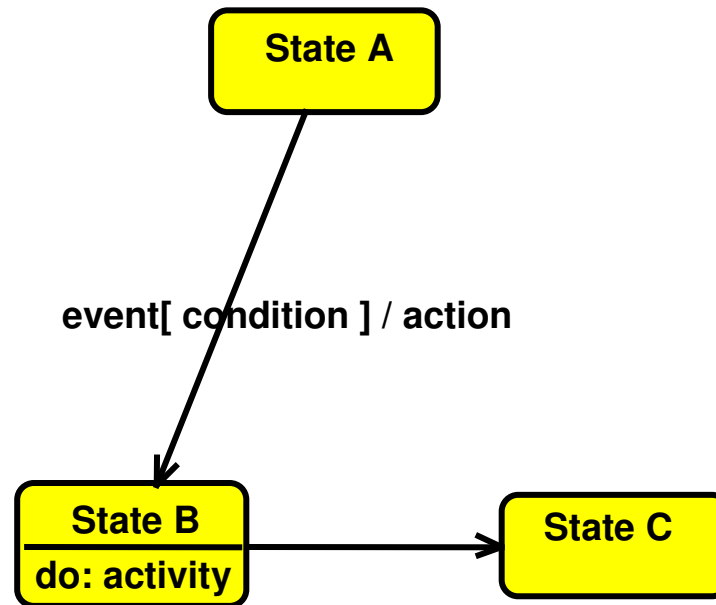 State A
event[ condition ] / action
State B
do: activity
State C